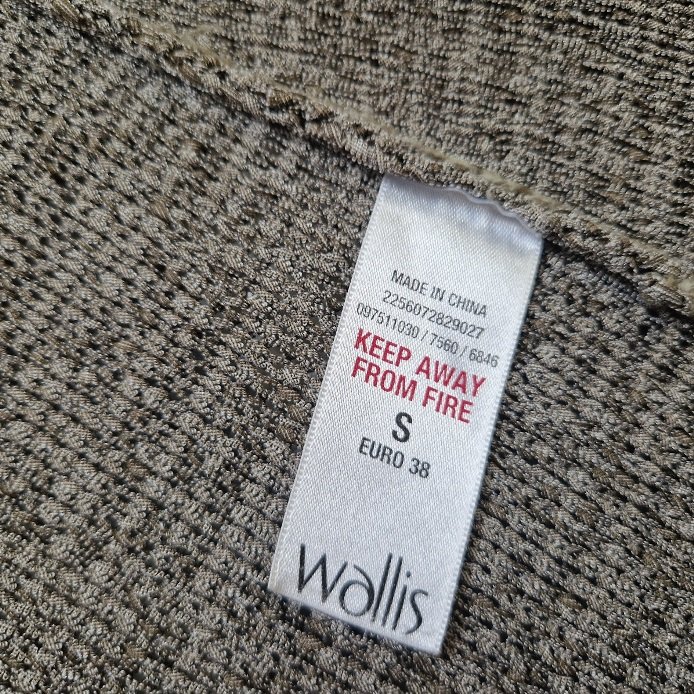 MADE IN CHINA
2256072829027
097511030 / 7560 / 6846
KEEP AWAY
FROM FIRE
S
EURO 38
wallis